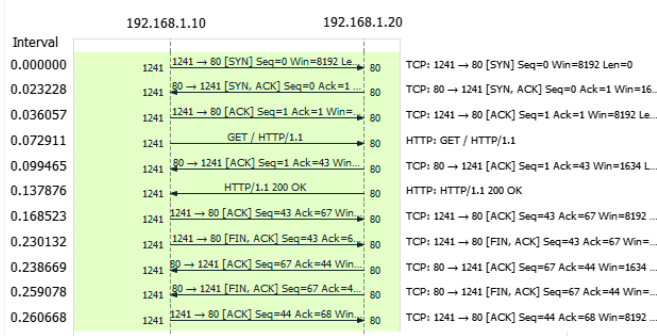 192.168.1.10 192.168.1.20
Interval
0.000000 1241 1241 → 80 [SYN] Seq=0 Win=8192 Le... 80 TCP: 1241 → 80 [SYN] Seq=0 Win=8192 Len=0
0.023228 1241 80 → 1241 [SYN, ACK] Seq=0 Ack=1 ... 80 TCP: 80 → 1241 [SYN, ACK] Seq=0 Ack=1 Win=16...
0.036057 1241 1241 → 80 [ACK] Seq=1 Ack=1 Win=... 80 TCP: 1241 → 80 [ACK] Seq=1 Ack=1 Win=8192 Le...
0.072911 1241 GET / HTTP/1.1 80 HTTP: GET / HTTP/1.1
0.099465 1241 80 → 1241 [ACK] Seq=1 Ack=43 Win... 80 TCP: 80 → 1241 [ACK] Seq=1 Ack=43 Win=1634 L...
0.137876 1241 HTTP/1.1 200 OK 80 HTTP: HTTP/1.1 200 OK
0.168523 1241 1241 → 80 [ACK] Seq=43 Ack=67 Win... 80 TCP: 1241 → 80 [ACK] Seq=43 Ack=67 Win=8192 ...
0.230132 1241 1241 → 80 [FIN, ACK] Seq=43 Ack=6... 80 TCP: 1241 → 80 [FIN, ACK] Seq=43 Ack=67 Win=...
0.238669 1241 80 → 1241 [ACK] Seq=67 Ack=44 Win... 80 TCP: 80 → 1241 [ACK] Seq=67 Ack=44 Win=1634 ...
0.259078 1241 80 → 1241 [FIN, ACK] Seq=67 Ack=4... 80 TCP: 80 → 1241 [FIN, ACK] Seq=67 Ack=44 Win=...
0.260668 1241 1241 → 80 [ACK] Seq=44 Ack=68 Win... 80 TCP: 1241 → 80 [ACK] Seq=44 Ack=68 Win=8192 ...